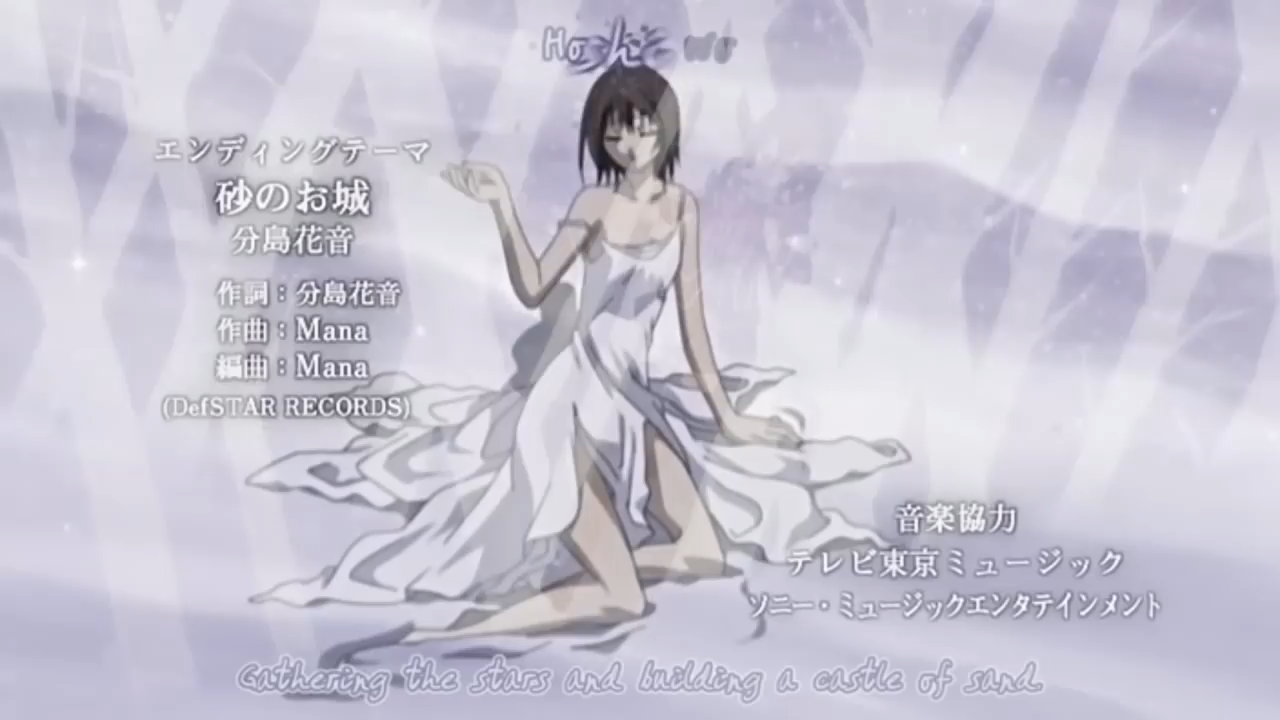 エンディングテーマ
砂のお城
分島花音
作詞：分島花音
作曲：Mana
編曲：Mana
(DefSTAR RECORDS)
音楽協力
テレビ東京ミュージック
ソニー・ミュージックエンタテインメント
Gathering the stars and building a castle of sand